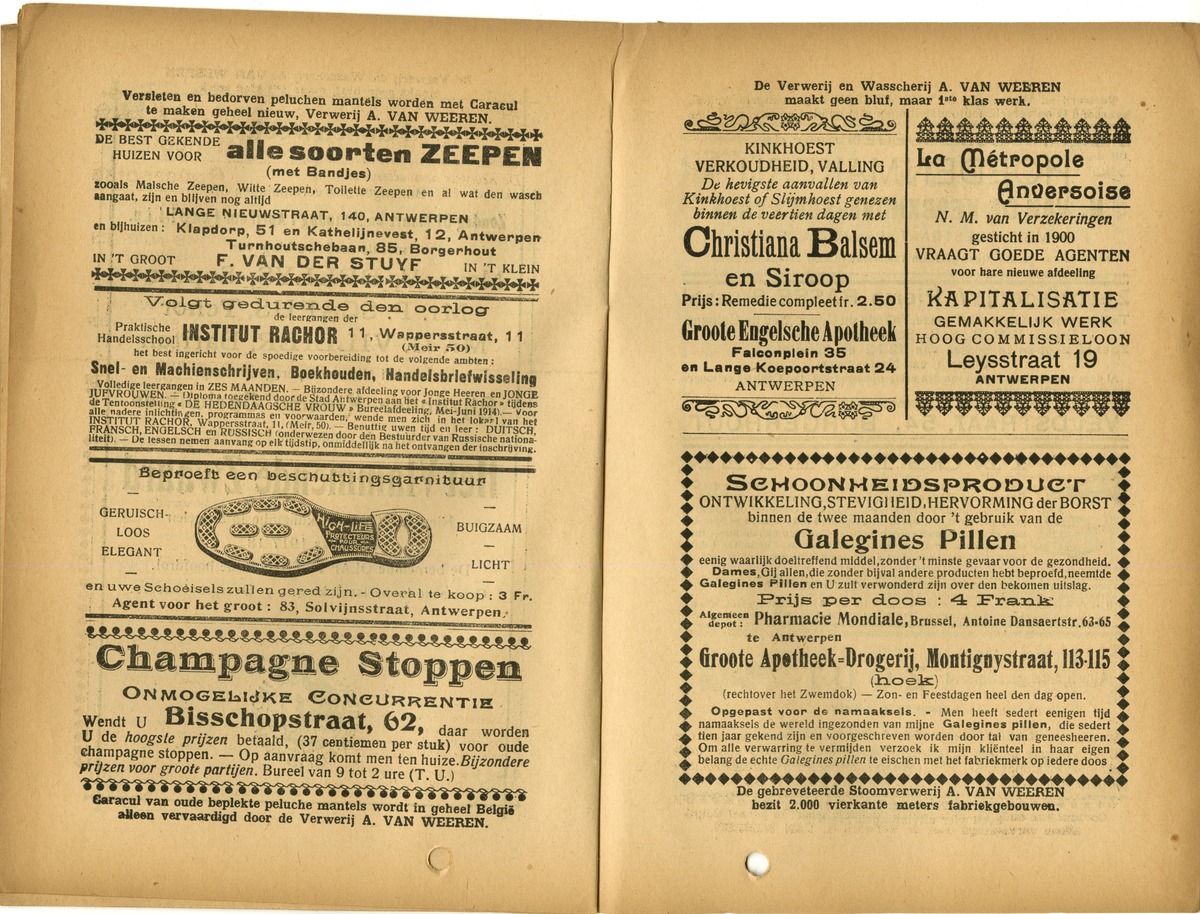 Versleten en bedorven peluchen mantels worden met Caracul
te maken geheel nieuw, Verwerij A. VAN WEEREN.
DE BEST GEKENDE
HUIZEN VOOR alle soorten ZEEPEN
(met Bandjes)
zooals Malsche Zeepen, Witte Zeepen, Toilette Zeepen en al wat den wasch
aangaat, zijn en blijven nog altijd
LANGE NIEUWSTRAAT, 140, ANTWERPEN
en bijhuizen : Klapdorp, 51 en Kathelijnevest, 12, Antwerpen
Turnhoutschebaan, 85, Borgerhout
IN 'T GROOT F. VAN DER STUYF IN 'T KLEIN
Volgt gedurende den oorlog
de leergangen der
Praktische
Handelsschool INSTITUT RACHOR 11, Wappersstraat, 11
(Meir 50)
het best ingericht voor de spoedige voorbereiding tot de volgende ambten :
Snel- en Machienschrijven, Boekhouden, Handelsbriefwisseling
Volledige leergangen in ZES MAANDEN. — Bijzondere afdeeling voor Jonge Heeren en JONGE
JUFVROUWEN. — Diploma toegekend door de Stad Antwerpen aan het « Institut Rachor » tijdens
de Tentoonstelling « DE HEDENDAAGSCHE VROUW » Bureelafdeeling, Mei-Juni 1914). — Voor
alle nadere inlichtingen, programmas en voorwaarden, wende men zich in het lokaal van het
INSTITUT RACHOR, Wappersstraat, 11, (Meir, 50). — Benuttig uwen tijd en leer : DUITSCH,
FRANSCH, ENGELSCH en RUSSISCH (onderwezen door den Bestuurder van Russische nationa-
liteit). — De lessen nemen aanvang op elk tijdstip, onmiddellijk na het ontvangen der inschrijving.
Beproeft een beschuttingsgarnituur
GERUISCH-
LOOS
ELEGANT
HIGH-LIFE
PROTECTEURS
POUR
CHAUSSURES
BUIGZAAM
—
LICHT
en uwe Schoeisels zullen gered zijn. - Overal te koop : 3 Fr.
Agent voor het groot : 83, Solvijnsstraat, Antwerpen.
Champagne Stoppen
ONMOGELIJKE CONCURRENTIE
Wendt U Bisschopstraat, 62, daar worden
U de hoogste prijzen betaald, (37 centiemen per stuk) voor oude
champagne stoppen. — Op aanvraag komt men ten huize. Bijzondere
prijzen voor groote partijen. Bureel van 9 tot 2 ure (T. U.)
Caracul van oude beplekte peluche mantels wordt in geheel België
alleen vervaardigd door de Verwerij A. VAN WEEREN.
De Verwerij en Wasscherij A. VAN WEEREN
maakt geen bluf, maar 1ste klas werk.
KINKHOEST
VERKOUDHEID, VALLING
De hevigste aanvallen van
Kinkhoest of Slijmhoest genezen
binnen de veertien dagen met
Christiana Balsem
en Siroop
Prijs : Remedie compleet fr. 2.50
Groote Engelsche Apotheek
Falconplein 35
en Lange Koepoortstraat 24
ANTWERPEN
La Métropole
Anversoise
N. M. van Verzekeringen
gesticht in 1900
VRAAGT GOEDE AGENTEN
voor hare nieuwe afdeeling
KAPITALISATIE
GEMAKKELIJK WERK
HOOG COMMISSIELOON
Leysstraat 19
ANTWERPEN
SCHOONHEIDSPRODUCT
ONTWIKKELING, STEVIGHEID, HERVORMING der BORST
binnen de twee maanden door 't gebruik van de
Galegines Pillen
eenig waarlijk doeltreffend middel, zonder 't minste gevaar voor de gezondheid.
Dames, Gij allen, die zonder bijval andere producten hebt beproefd, neemt de
Galegines Pillen en U zult verwonderd zijn over den bekomen uitslag.
Prijs per doos : 4 Frank
Algemeen
depot : Pharmacie Mondiale, Brussel, Antoine Dansaertstr. 63-65
te Antwerpen
Groote Apotheek=Drogerij, Montignystraat, 113-115
(hoek)
(rechtover het Zwemdok) — Zon- en Feestdagen heel den dag open.
Opgepast voor de namaaksels. - Men heeft sedert eenigen tijd
namaaksels de wereld ingezonden van mijne Galegines pillen, die sedert
tien jaar gekend zijn en voorgeschreven worden door tal van geneesheeren.
Om alle verwarring te vermijden verzoek ik mijn kliënteel in haar eigen
belang de echte Galegines pillen te eischen met het fabriekmerk op iedere doos
De gebreveteerde Stoomverwerij A. VAN WEEREN
bezit 2.000 vierkante meters fabriekgebouwen.